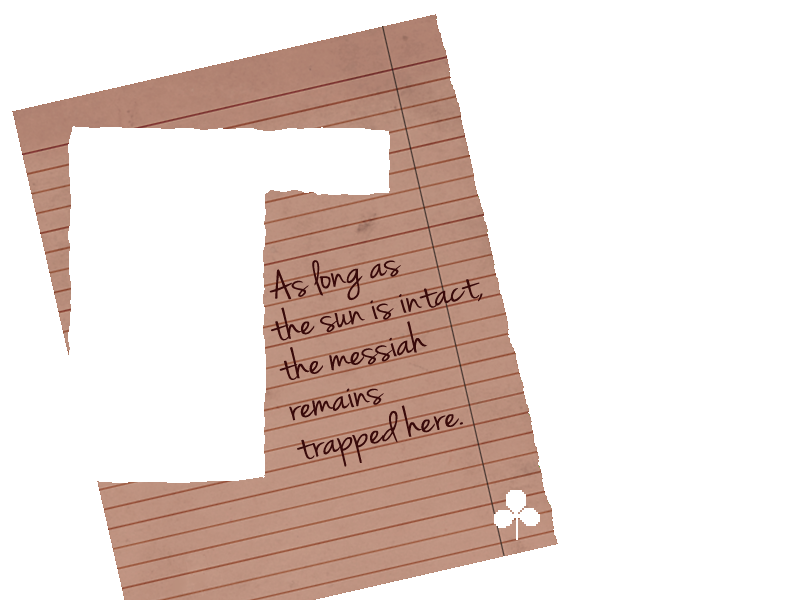 As long as
the sun is intact,
the messiah
remains
trapped here.